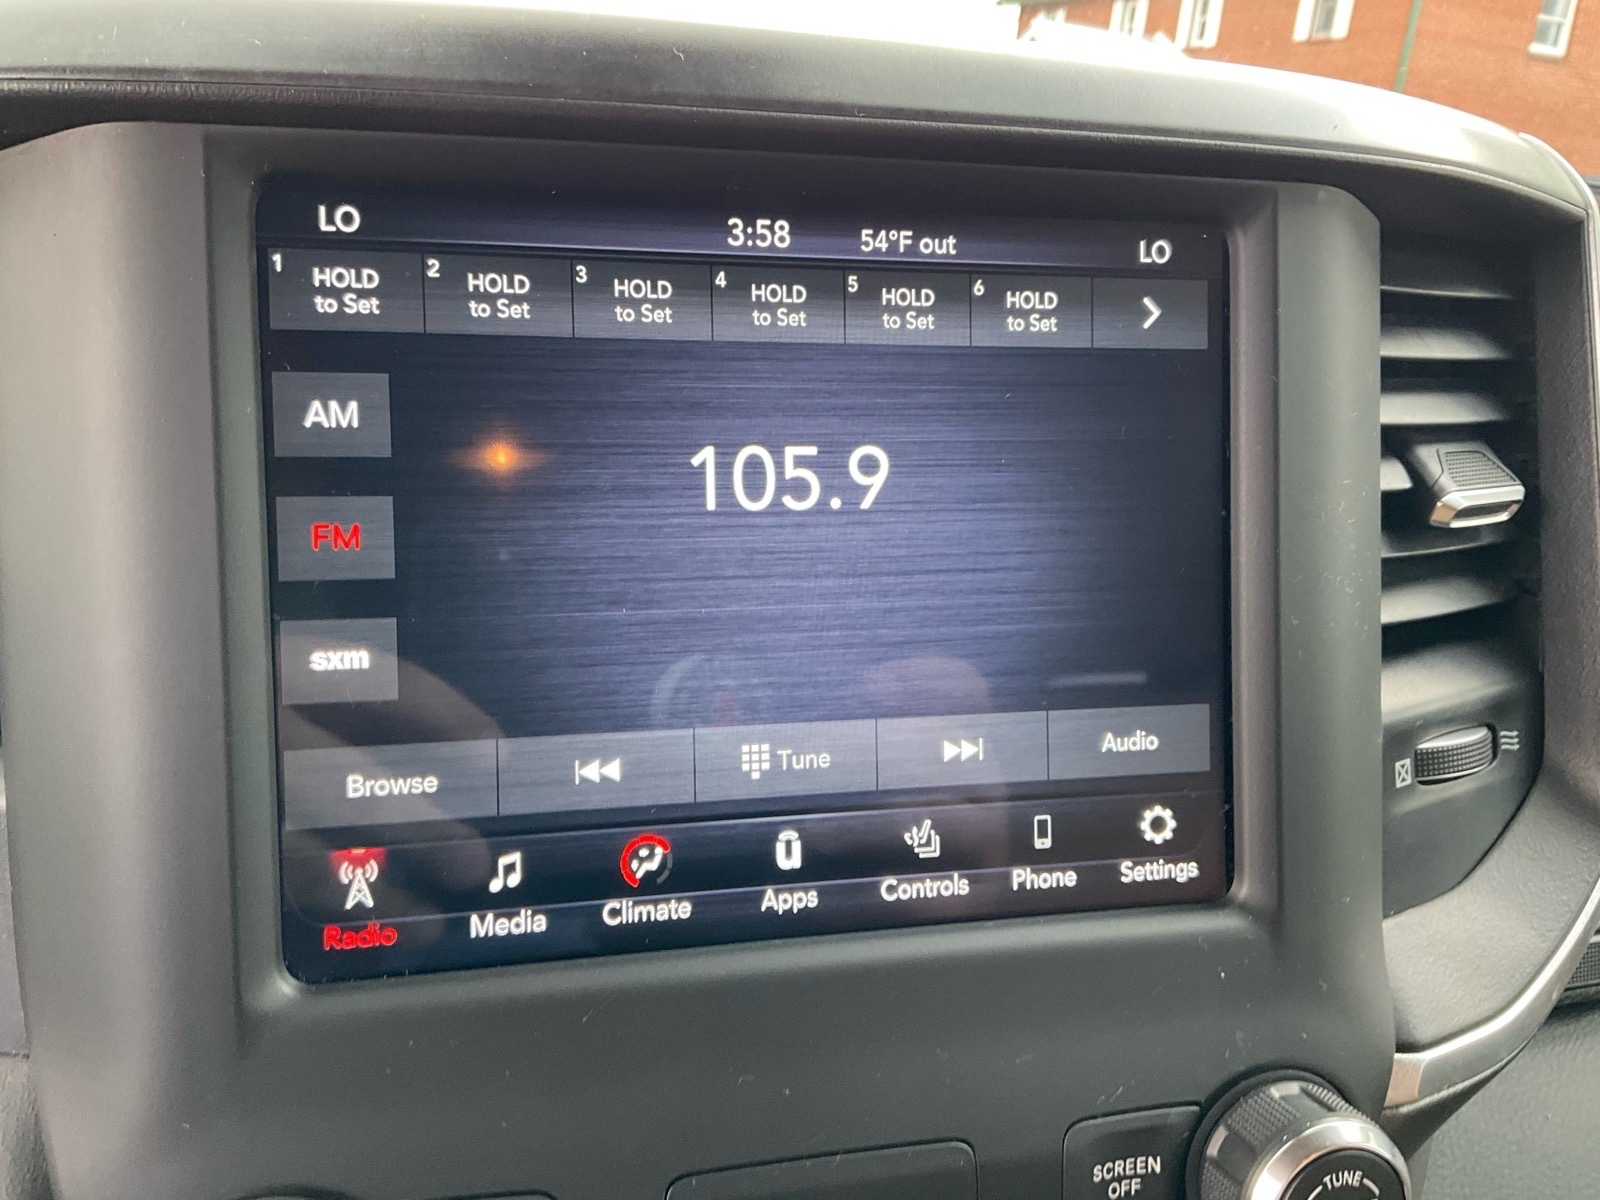 LO
3:58
54°F out
LO
1
HOLD
to Set
2
HOLD
to Set
3
HOLD
to Set
4
HOLD
to Set
5
HOLD
to Set
6
HOLD
to Set
AM
105.9
FM
sxm
Browse
Tune
Audio
Radio
Media
Climate
Apps
Controls
Phone
Settings
SCREEN
OFF
TUNE